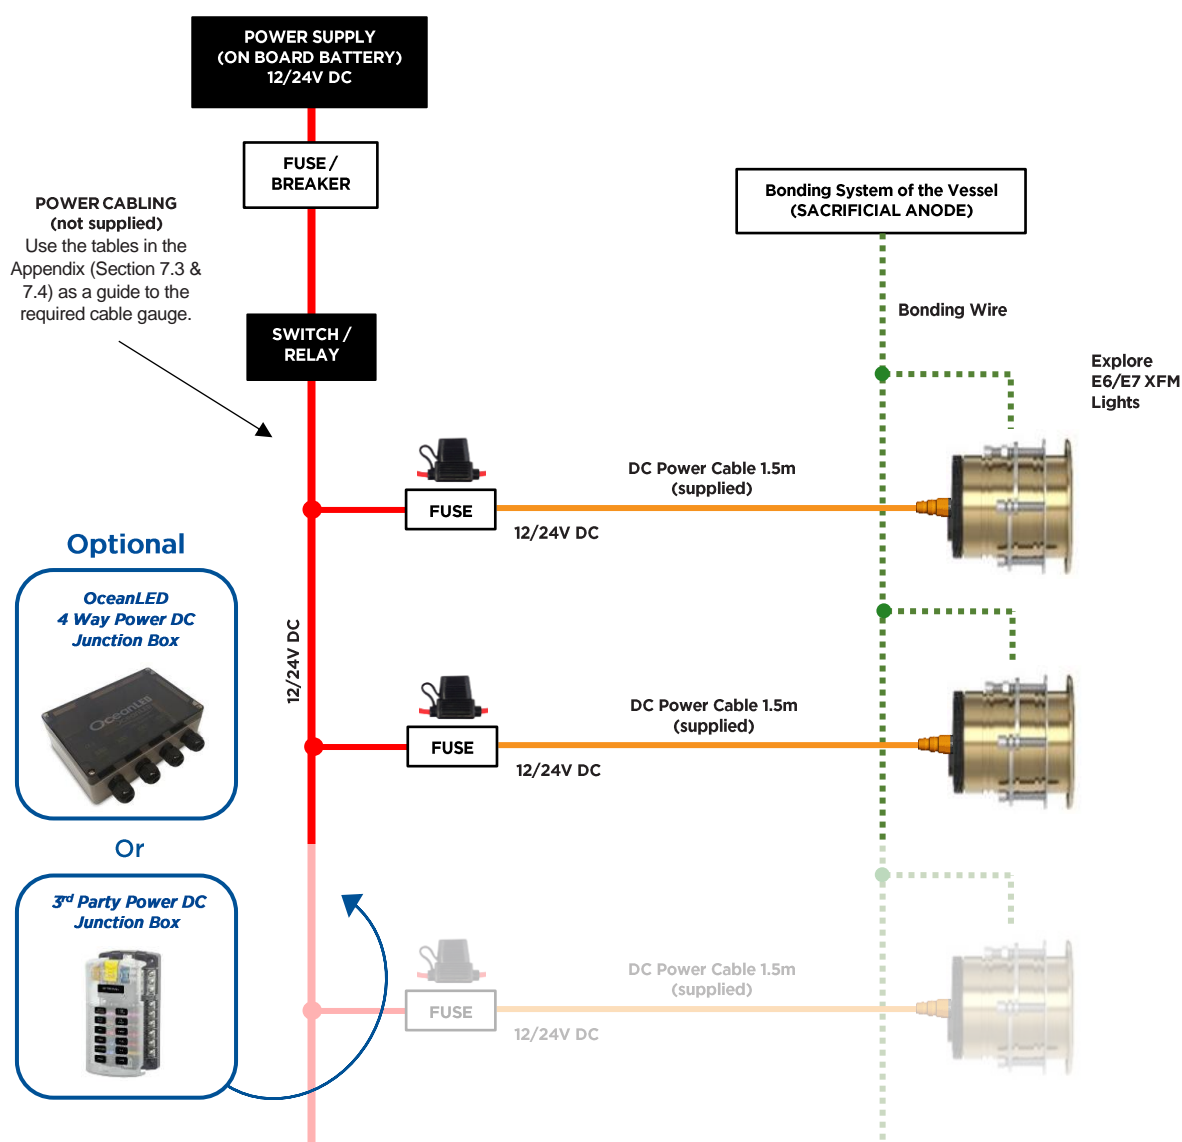 POWER SUPPLY
(ON BOARD BATTERY)
12/24V DC
FUSE /
BREAKER
POWER CABLING
(not supplied)
Use the tables in the
Appendix (Section 7.3 &
7.4) as a guide to the
required cable gauge.
SWITCH /
RELAY
Bonding System of the Vessel
(SACRIFICIAL ANODE)
Bonding Wire
Explore
E6/E7 XFM
Lights
DC Power Cable 1.5m
(supplied)
FUSE
12/24V DC
Optional
OceanLED
4 Way Power DC
Junction Box
OceanLED
12/24V DC
DC Power Cable 1.5m
(supplied)
FUSE
12/24V DC
Or
3rd Party Power DC
Junction Box
DC Power Cable 1.5m
(supplied)
FUSE
12/24V DC